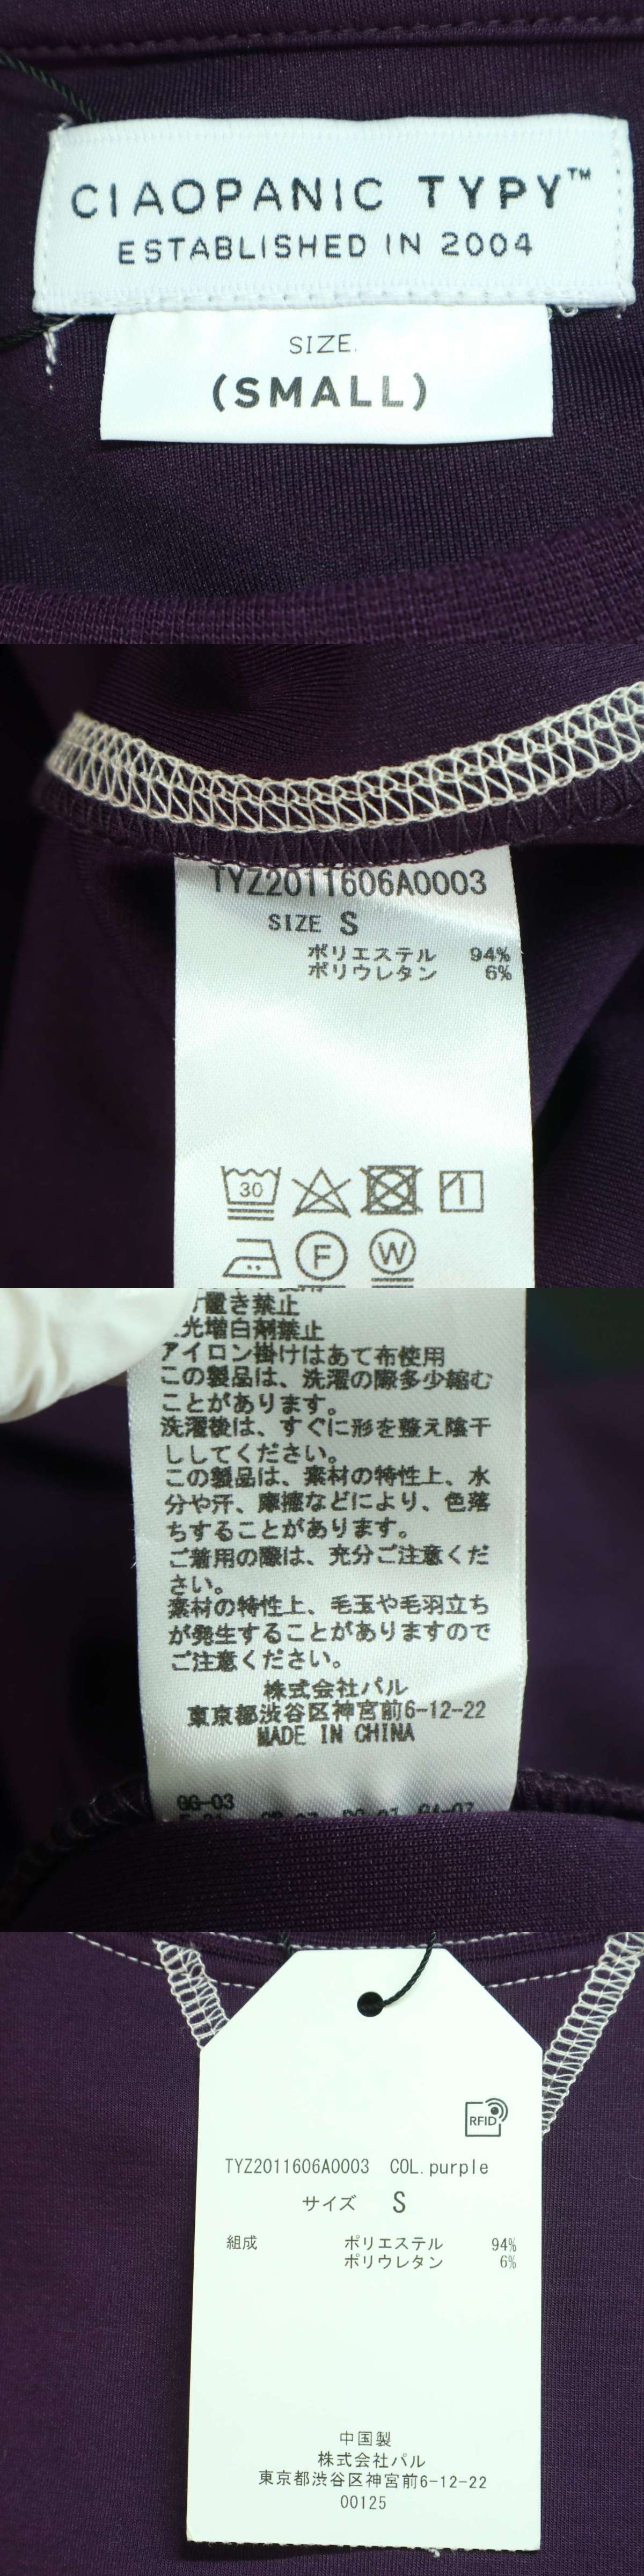 CIAOPANIC TYPY™
ESTABLISHED IN 2004
SIZE.
(SMALL)
TYZ2011606A0003
SIZE S
ポリエステル 94%
ポリウレタン 6%
30
1
F
W
置き禁止
光増白剤禁止
アイロン掛けはあて布使用
この製品は、洗濯の際多少縮む
ことがあります。
洗濯後は、すぐに形を整え陰干
ししてください。
この製品は、素材の特性上、水
分や汗、摩擦などにより、色落
ちすることがあります。
ご着用の際は、充分ご注意くだ
さい。
素材の特性上、毛玉や毛羽立ち
が発生することがありますので
ご注意ください。
株式会社パル
東京都渋谷区神宮前6-12-22
MADE IN CHINA
GG-03
RFID
TYZ2011606A0003 COL.purple
サイズ S
組成 ポリエステル 94%
ポリウレタン 6%
中国製
株式会社パル
東京都渋谷区神宮前6-12-22
00125